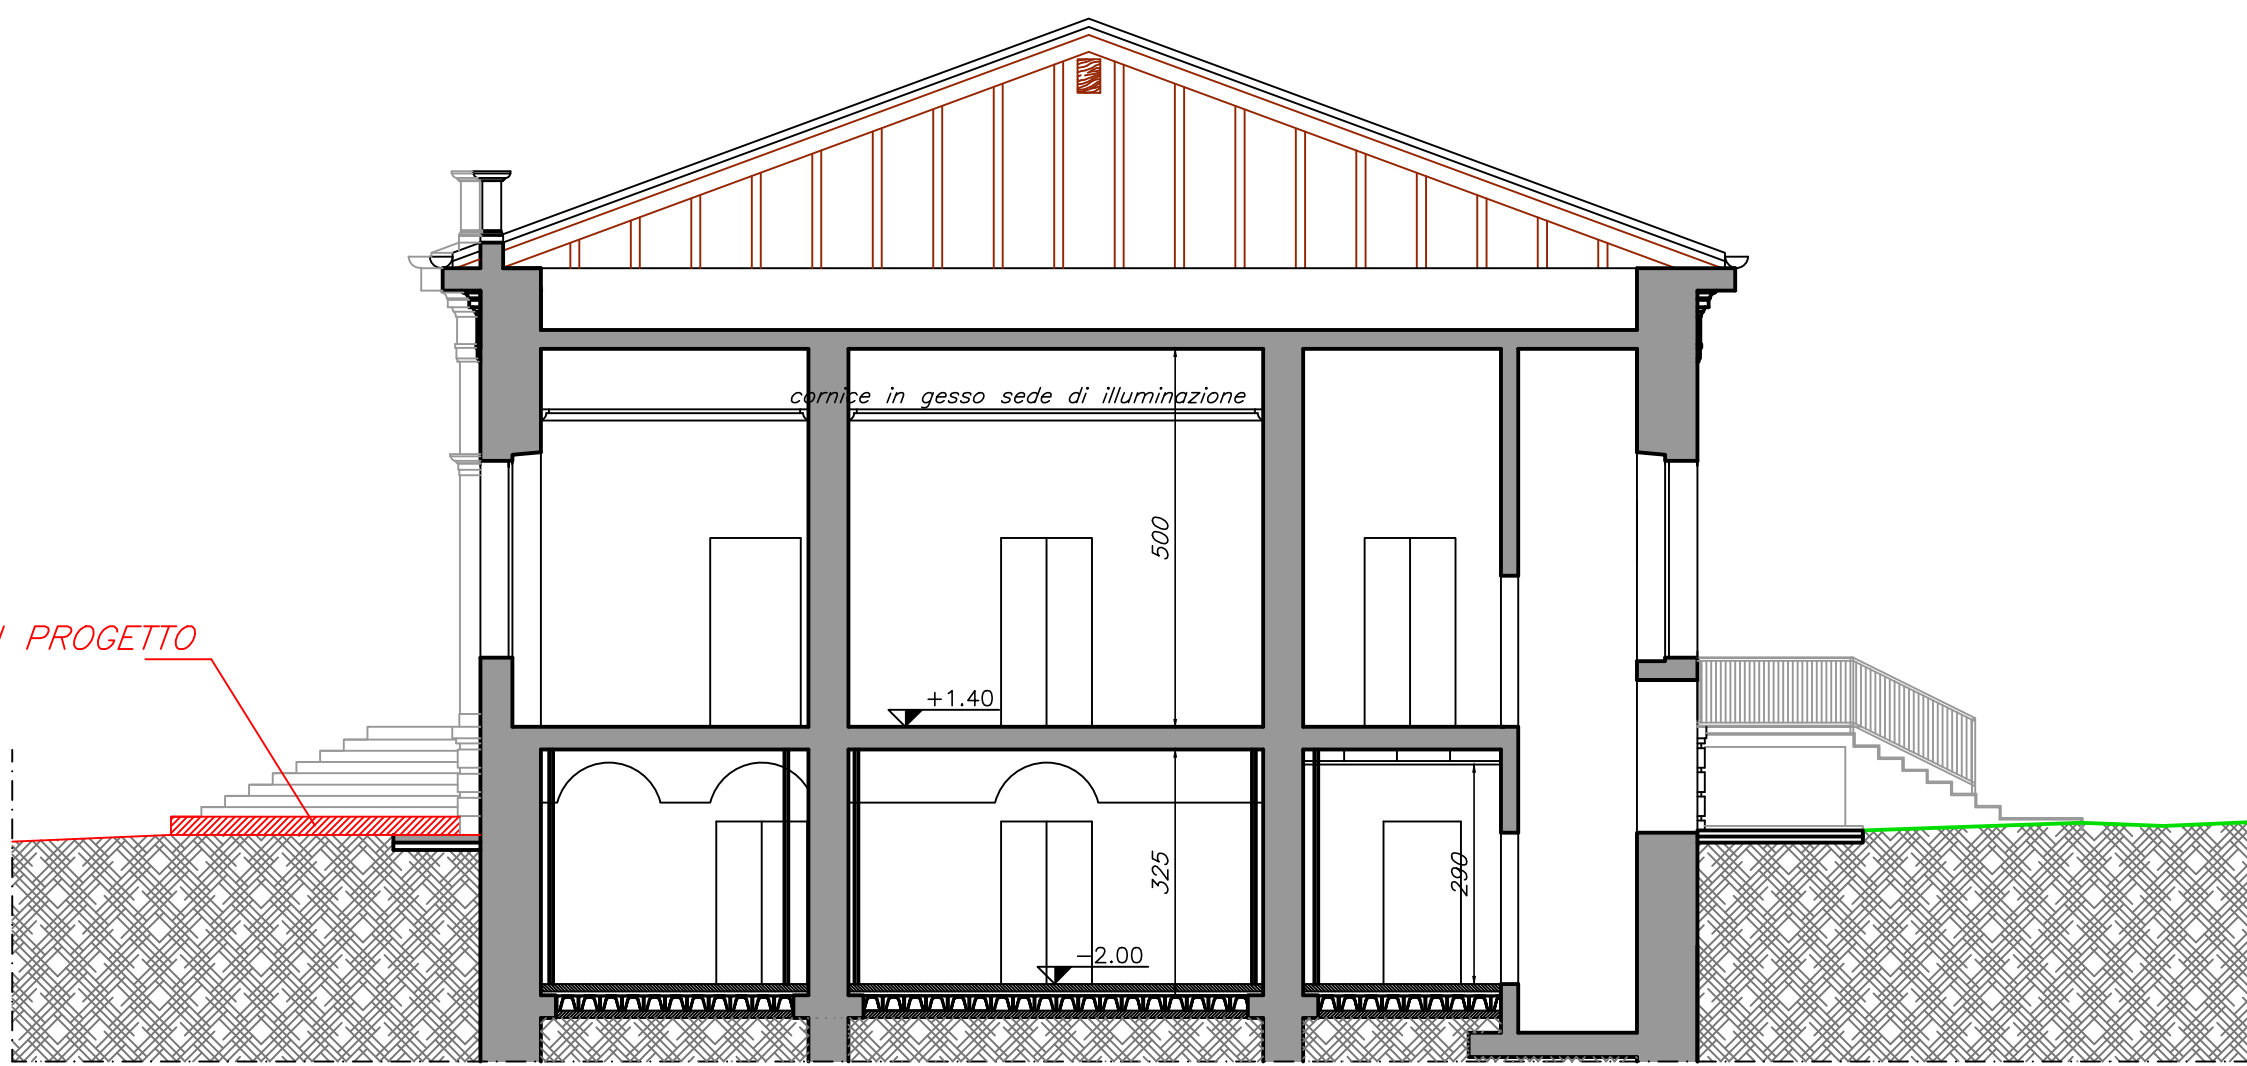 cornice in gesso sede di illuminazione
500
PROGETTO
+1.40
325
290
-2.00